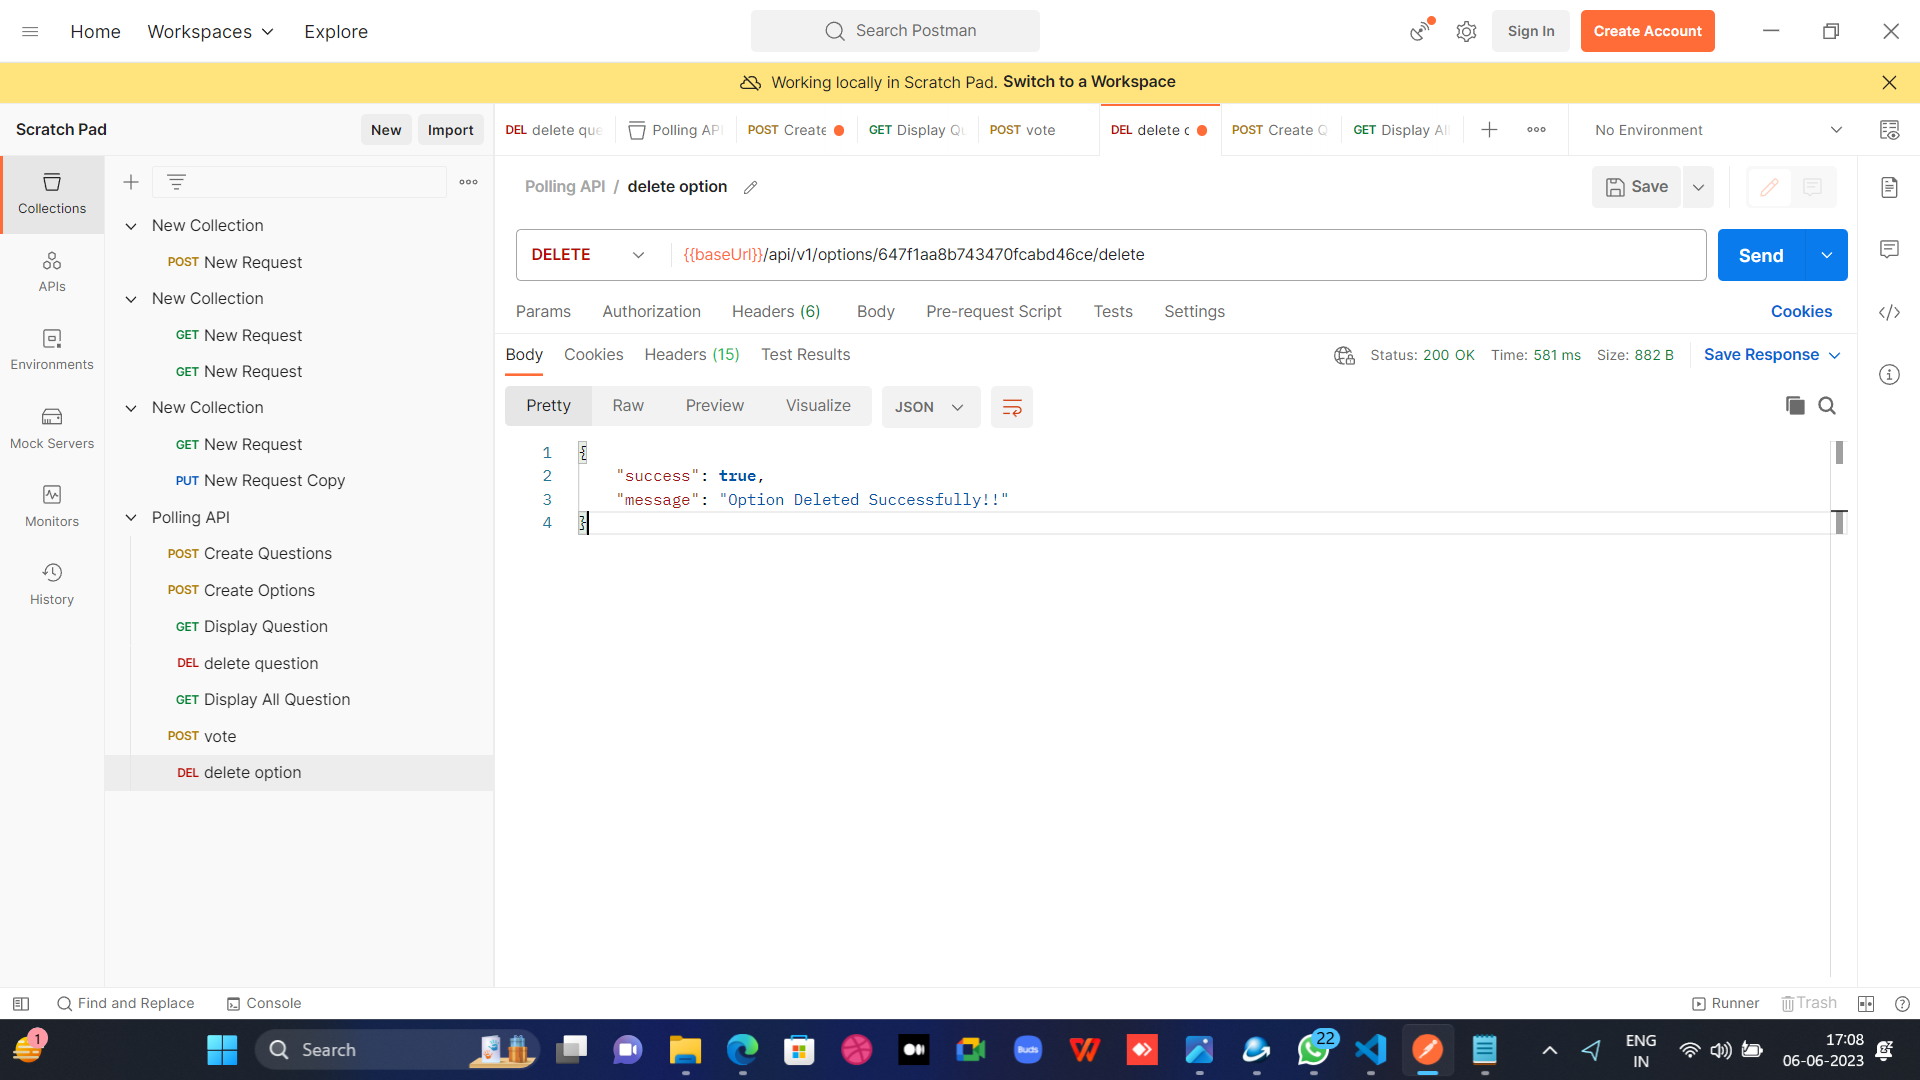 Home
Workspaces
Explore
Search Postman
Sign In
Create Account
Working locally in Scratch Pad. Switch to a Workspace
Scratch Pad
New
Import
DEL delete que
Polling API
POST Create
GET Display Qu
POST vote
DEL delete o
POST Create Q
GET Display All
No Environment
Collections
APIs
Environments
Mock Servers
Monitors
History
New Collection
POST New Request
New Collection
GET New Request
GET New Request
New Collection
GET New Request
PUT New Request Copy
Polling API
POST Create Questions
POST Create Options
GET Display Question
DEL delete question
GET Display All Question
POST vote
DEL delete option
Polling API / delete option
Save
DELETE
{{baseUrl}}/api/v1/options/647f1aa8b743470fcabd46ce/delete
Send
Params
Authorization
Headers (6)
Body
Pre-request Script
Tests
Settings
Cookies
Body
Cookies
Headers (15)
Test Results
Status: 200 OK
Time: 581 ms
Size: 882 B
Save Response
Pretty
Raw
Preview
Visualize
JSON
1 {
2 "success": true,
3 "message": "Option Deleted Successfully!!"
4 }
Find and Replace
Console
Runner
Trash
1
Search
Buds
22
ENG
IN
17:08
06-06-2023